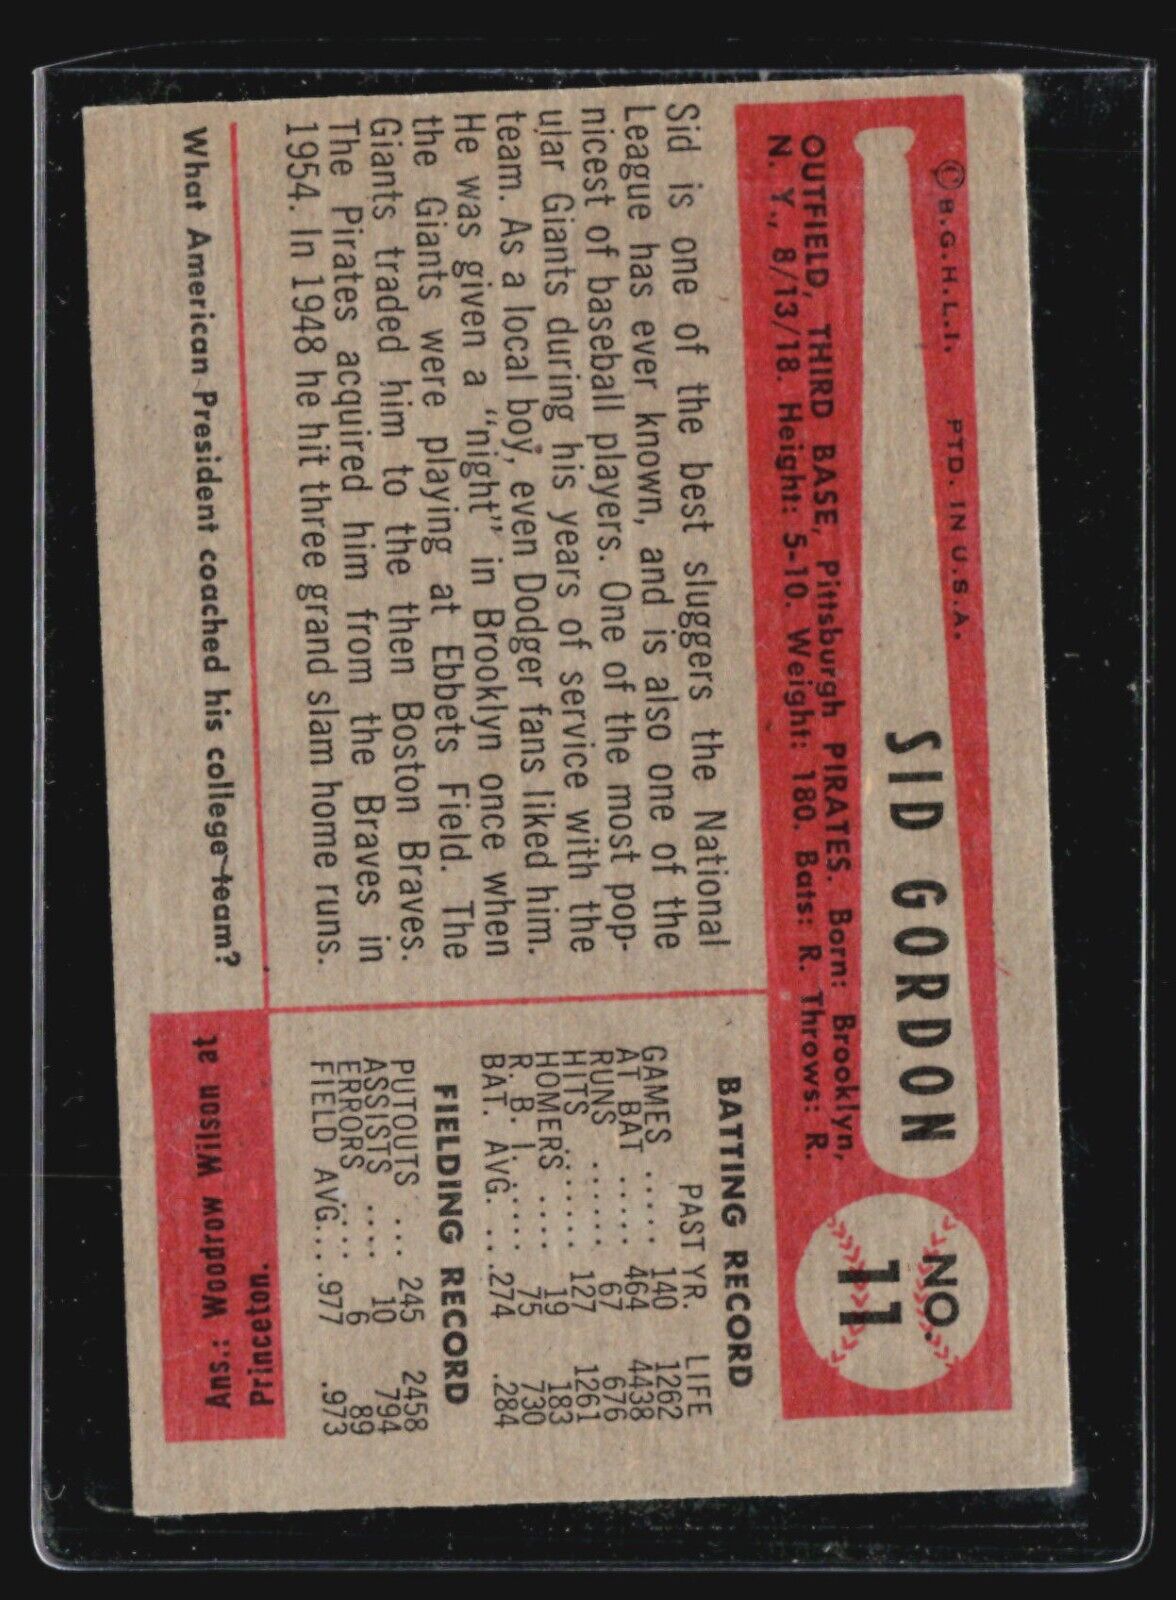 © B.G.H.L.I. PTD. IN U.S.A.
SID GORDON
NO.
11
OUTFIELD, THIRD BASE, Pittsburgh PIRATES. Born: Brooklyn,
N. Y., 8/13/18. Height: 5-10. Weight: 180. Bats: R. Throws: R.
Sid is one of the best sluggers the National
League has ever known, and is also one of the
nicest of baseball players. One of the most pop-
ular Giants during his years of service with the
team. As a local boy, even Dodger fans liked him.
He was given a "night" in Brooklyn once when
the Giants were playing at Ebbets Field. The
Giants traded him to the then Boston Braves.
The Pirates acquired him from the Braves in
1954. In 1948 he hit three grand slam home runs.
BATTING RECORD
PAST YR. LIFE
GAMES ..... 140 1262
AT BAT ..... 464 4438
RUNS ...... 67 676
HITS ...... 127 1261
HOMERS .... 19 183
R. B. I. ..... 75 730
BAT. AVG. .. .274 .284
FIELDING RECORD
PUTOUTS ... 245 2458
ASSISTS .... 10 794
ERRORS ..... 6 89
FIELD AVG... .977 .973
What American President coached his college team?
Ans.: Woodrow Wilson at
Princeton.